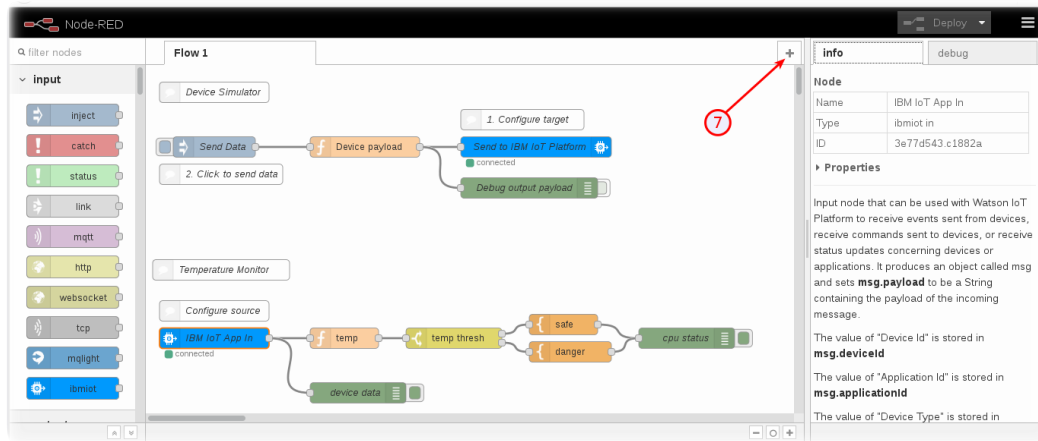 Node-RED
Deploy
filter nodes
input
inject
catch
status
link
mqtt
http
websocket
tcp
mqlight
ibmiot
Flow 1
7
Device Simulator
1. Configure target
Send Data
Device payload
Send to IBM IoT Platform
connected
2. Click to send data
Debug output payload
Temperature Monitor
Configure source
IBM IoT App In
connected
temp
temp thresh
safe
danger
cpu status
device data
info
debug
Node
Name IBM IoT App In
Type ibmiot in
ID 3e77d543.c1882a
Properties
Input node that can be used with Watson IoT
Platform to receive events sent from devices,
receive commands sent to devices, or receive
status updates concerning devices or
applications. It produces an object called msg
and sets msg.payload to be a String
containing the payload of the incoming
message.
The value of "Device Id" is stored in
msg.deviceId
The value of "Application Id" is stored in
msg.applicationId
The value of "Device Type" is stored in